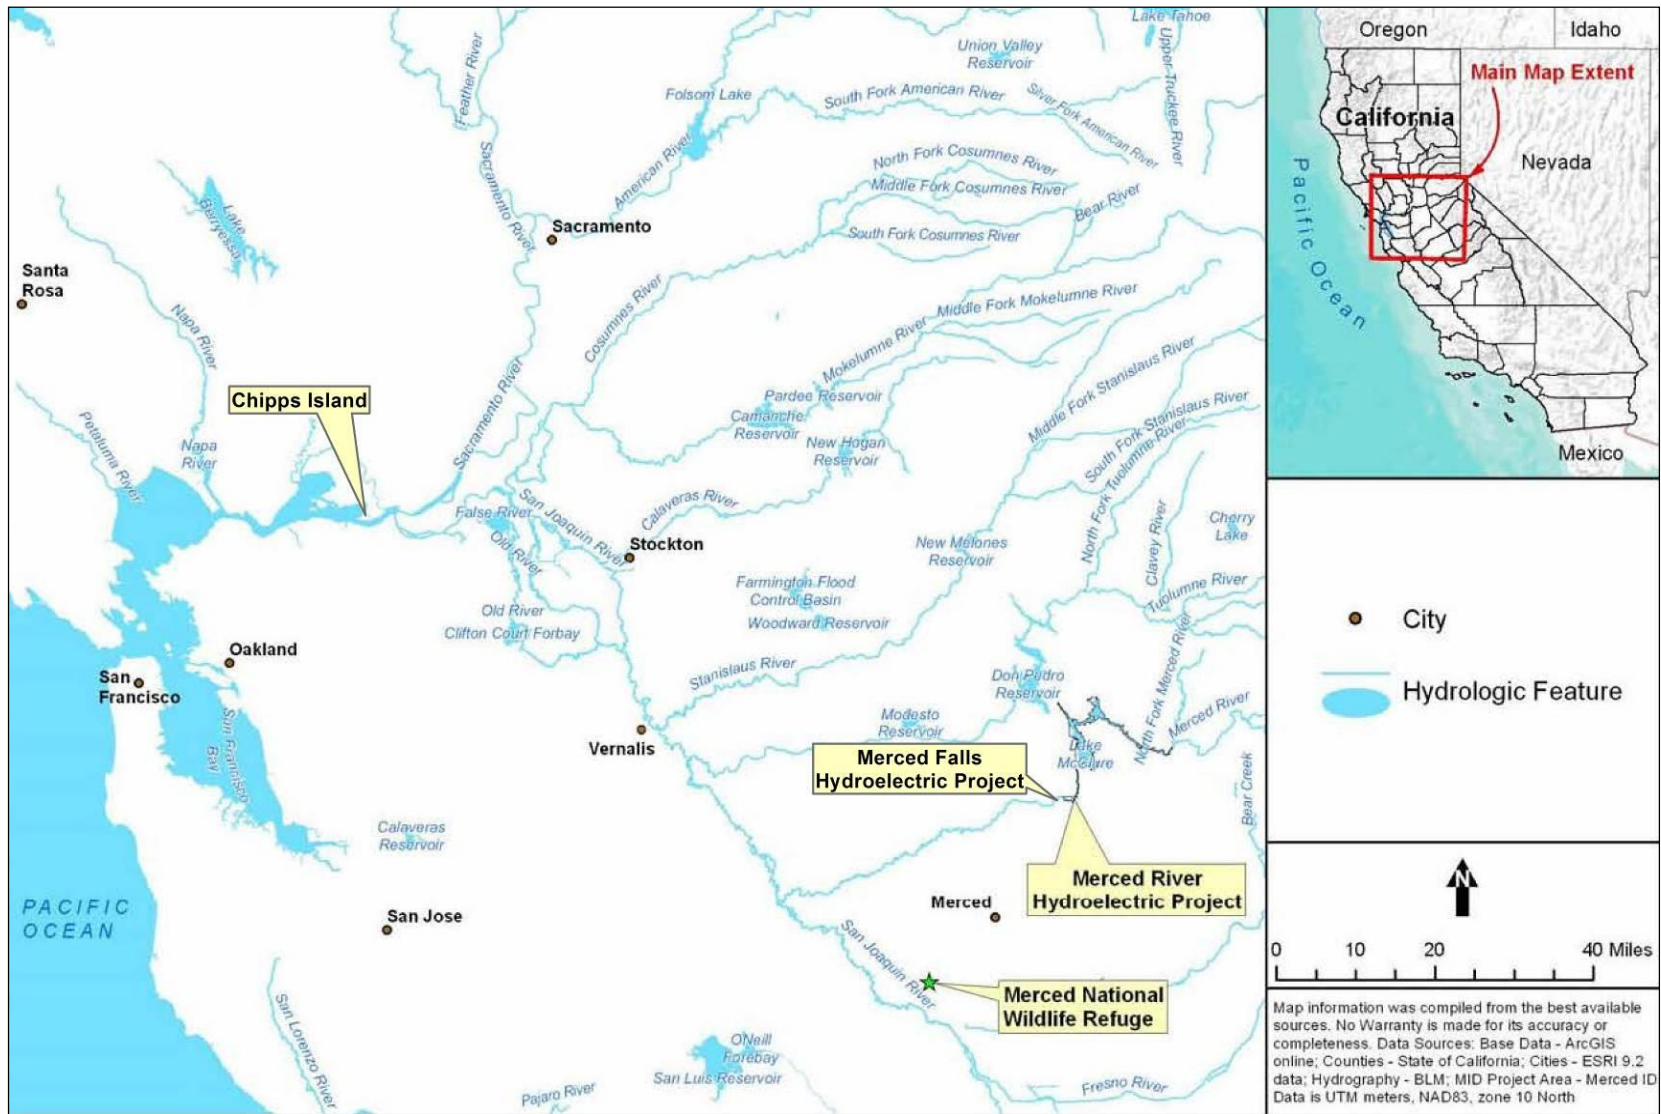 Lake Tahoe
Union Valley
Reservoir
Feather River
Upper Truckee River
Folsom Lake
South Fork American River
Silver Fork American River
Sacramento River
American River
North Fork Cosumnes River
Middle Fork Cosumnes River
Bear River
Lake
Berryessa
Sacramento
South Fork Cosumnes River
Santa
Rosa
Napa River
Cosumnes River
Middle Fork Mokelumne River
Mokelumne River
Middle Fork Stanislaus River
Sacramento River
Chipps Island
Pardee Reservoir
Camanche
Reservoir
South Fork Stanislaus River
Petaluma River
Napa
River
New Hogan
Reservoir
North Fork Tuolumne River
Calaveras River
False River
San Joaquin River
Old River
Stockton
New Melones
Reservoir
Clavey River
Cherry
Lake
Farmington Flood
Control Basin
Woodward Reservoir
Tuolumne River
Old River
Clifton Court Forbay
Oakland
San
Francisco
San Francisco
Bay
Stanislaus River
Don Pedro
Reservoir
North Fork Merced River
Merced River
Modesto
Reservoir
Vernalis
Lake
McClure
Merced Falls
Hydroelectric Project
Bear Creek
Calaveras
Reservoir
Merced River
Hydroelectric Project
PACIFIC
OCEAN
San Jose
Merced
San Joaquin River
Merced National
Wildlife Refuge
San Lorenzo River
ONeill
Forebay
San Luis Reservoir
Pajaro River
Fresno River
Oregon
Idaho
Main Map Extent
California
Nevada
Pacific Ocean
Mexico
City
Hydrologic Feature
N
0 10 20 40 Miles
Map information was compiled from the best available
sources. No Warranty is made for its accuracy or
completeness. Data Sources: Base Data - ArcGIS
online; Counties - State of California; Cities - ESRI 9.2
data; Hydrography - BLM; MID Project Area - Merced ID
Data is UTM meters, NAD83, zone 10 North